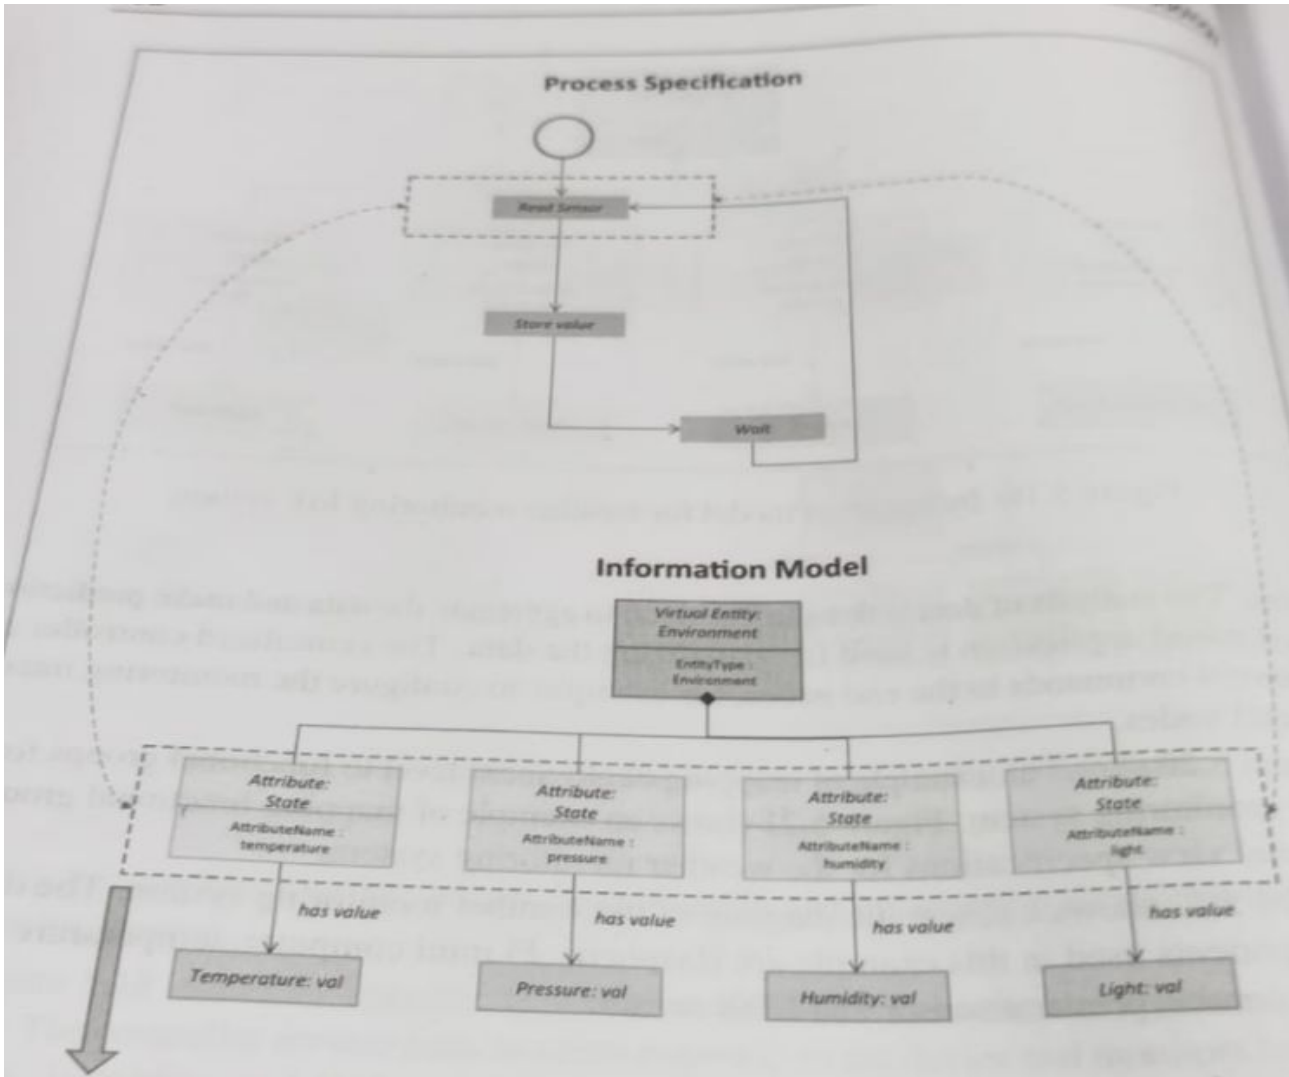 Process Specification
Read Sensor
Store value
Wait
Information Model
Virtual Entity:
Environment
EntityType :
Environment
Attribute:
State
AttributeName :
temperature
Attribute:
State
AttributeName :
pressure
Attribute:
State
AttributeName :
humidity
Attribute:
State
AttributeName :
light
has value
has value
has value
has value
Temperature: val
Pressure: val
Humidity: val
Light: val